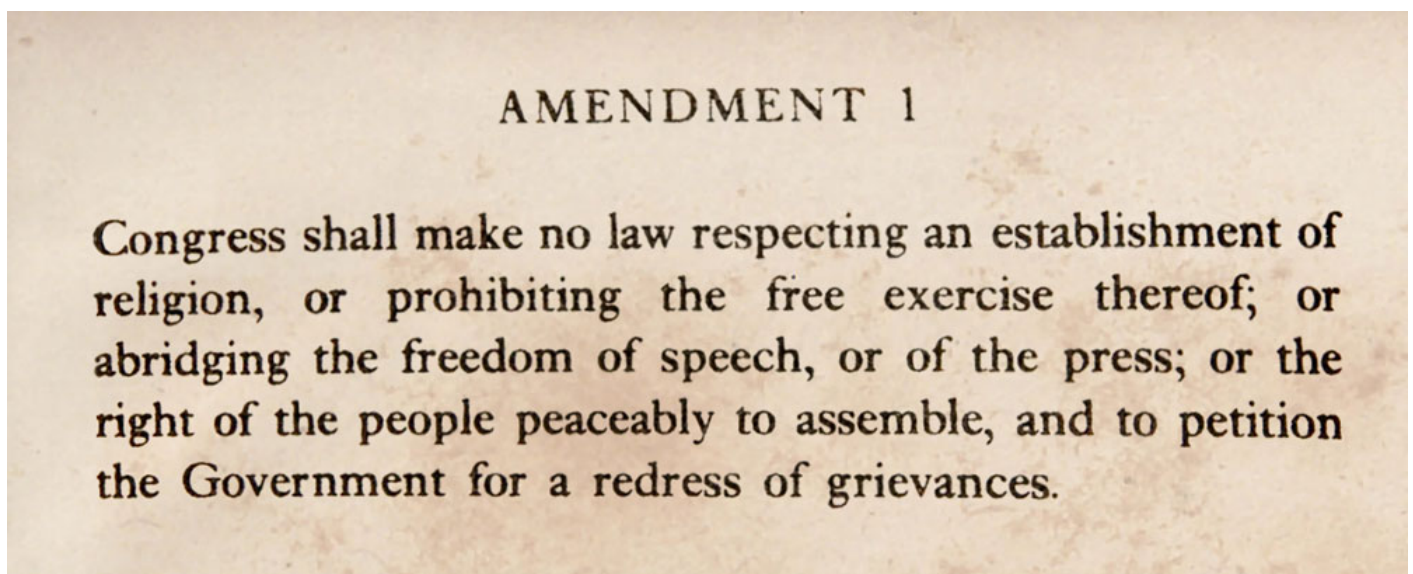 AMENDMENT 1
Congress shall make no law respecting an establishment of
religion, or prohibiting the free exercise thereof; or
abridging the freedom of speech, or of the press; or the
right of the people peaceably to assemble, and to petition
the Government for a redress of grievances.